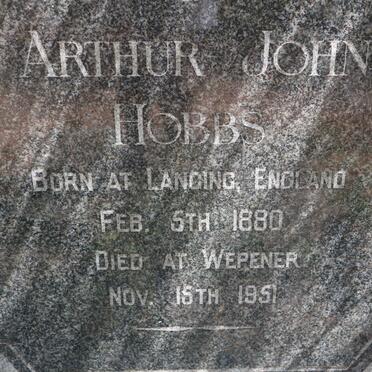 ARTHUR JOHN
HOBBS
BORN AT LANCING, ENGLAND
FEB. 5TH 1880
DIED AT WEPENER
NOV. 15TH 1951